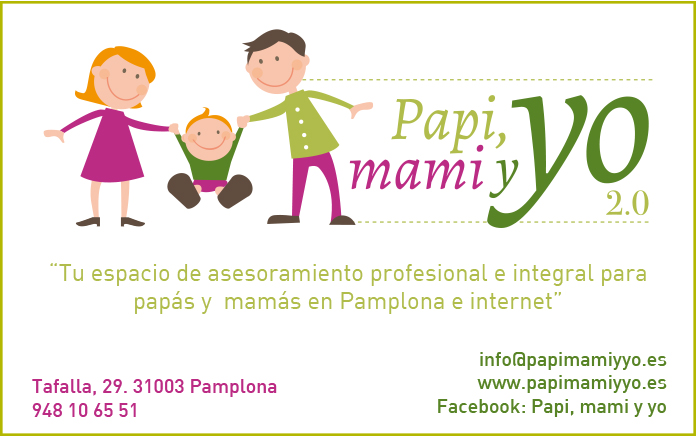 Papi,
mami y yo
2.0
“Tu espacio de asesoramiento profesional e integral para
papás y mamás en Pamplona e internet”
Tafalla, 29. 31003 Pamplona
948 10 65 51
info@papimamiyyo.es
www.papimamiyyo.es
Facebook: Papi, mami y yo